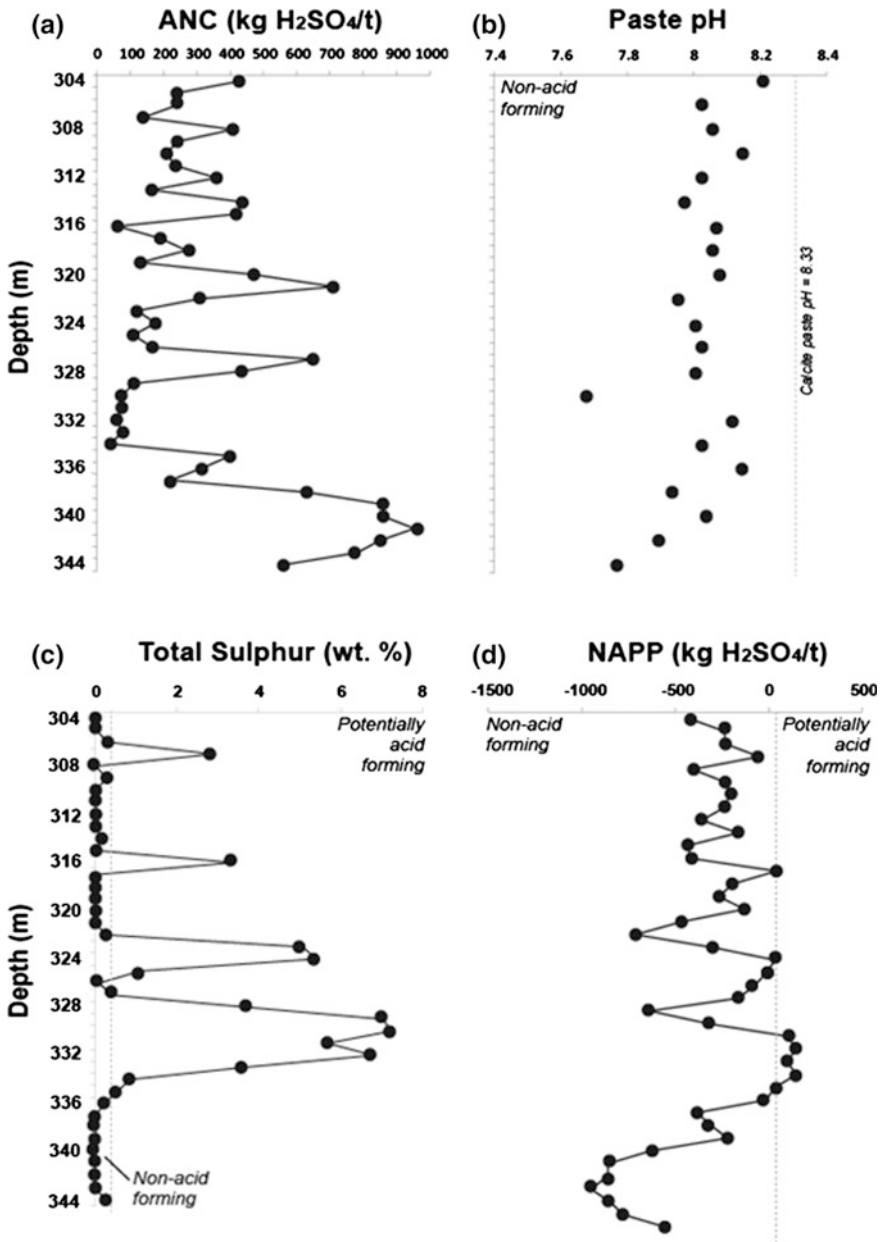 (a) ANC (kg H₂SO₄/t)
0 100 200 300 400 500 600 700 800 900 1000
304
308
312
316
320
324
328
332
336
340
344
Depth (m)
(b) Paste pH
7.4 7.6 7.8 8 8.2 8.4
Non-acid
forming
Calcite paste pH = 8.33
(c) Total Sulphur (wt. %)
0 2 4 6 8
304
308
312
316
320
324
328
332
336
340
344
Depth (m)
Potentially
acid
forming
Non-acid
forming
(d) NAPP (kg H₂SO₄/t)
-1500 -1000 -500 0 500
Non-acid
forming
Potentially
acid
forming